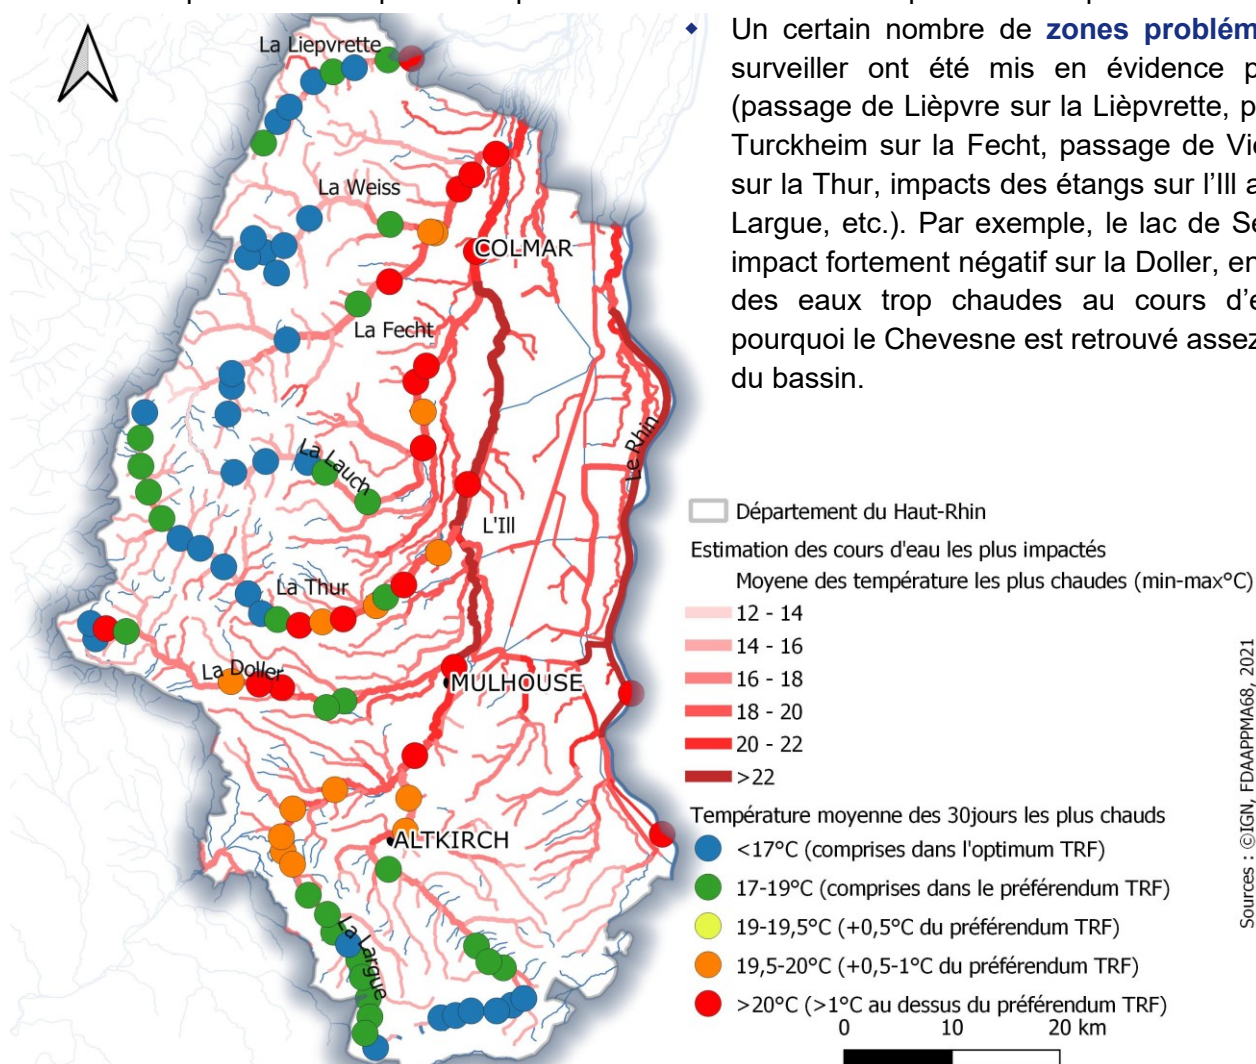 La Liepvrette
La Weiss
COLMAR
La Fecht
La Lauch
Le Rhin
L'Ill
La Thur
La Doller
MULHOUSE
ALTKIRCH
La Largue
Un certain nombre de zones
surveiller ont été mis en évidence
(passage de Lièpvre sur la Lièpvrette,
Turckheim sur la Fecht, passage de
sur la Thur, impacts des étangs sur l'Ill
Largue, etc.). Par exemple, le lac de
impact fortement négatif sur la Doller,
des eaux trop chaudes au cours
pourquoi le Chevesne est retrouvé assez
du bassin.
Département du Haut-Rhin
Estimation des cours d'eau les plus impactés
Moyene des température les plus chaudes (min-max°C)
12 - 14
14 - 16
16 - 18
18 - 20
20 - 22
>22
Température moyenne des 30jours les plus chauds
<17°C (comprises dans l'optimum TRF)
17-19°C (comprises dans le préférendum TRF)
19-19,5°C (+0,5°C du préférendum TRF)
19,5-20°C (+0,5-1°C du préférendum TRF)
>20°C (>1°C au dessus du préférendum TRF)
0 10 20 km
Sources : ©IGN, FDAAPPMA68, 2021